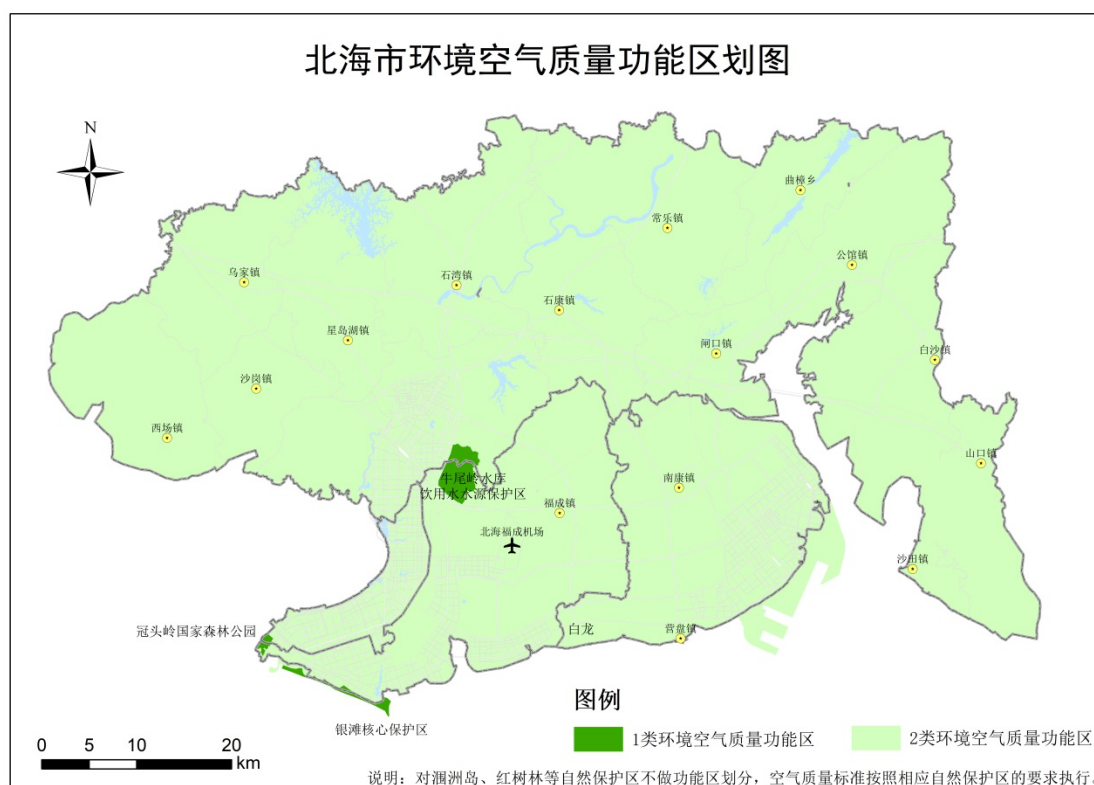 北海市环境空气质量功能区划图
N
曲樟乡
常乐镇
公馆镇
乌家镇
石湾镇
石康镇
星岛湖镇
闸口镇
白沙镇
沙岗镇
西场镇
山口镇
牛尾岭水库
饮用水水源保护区
南康镇
福成镇
北海福成机场
沙田镇
冠头岭国家森林公园
白龙
营盘镇
银滩核心保护区
图例
1类环境空气质量功能区
2类环境空气质量功能区
0 5 10 20
km
说明：对涠洲岛、红树林等自然保护区不做功能区划分，空气质量标准按照相应自然保护区的要求执行。